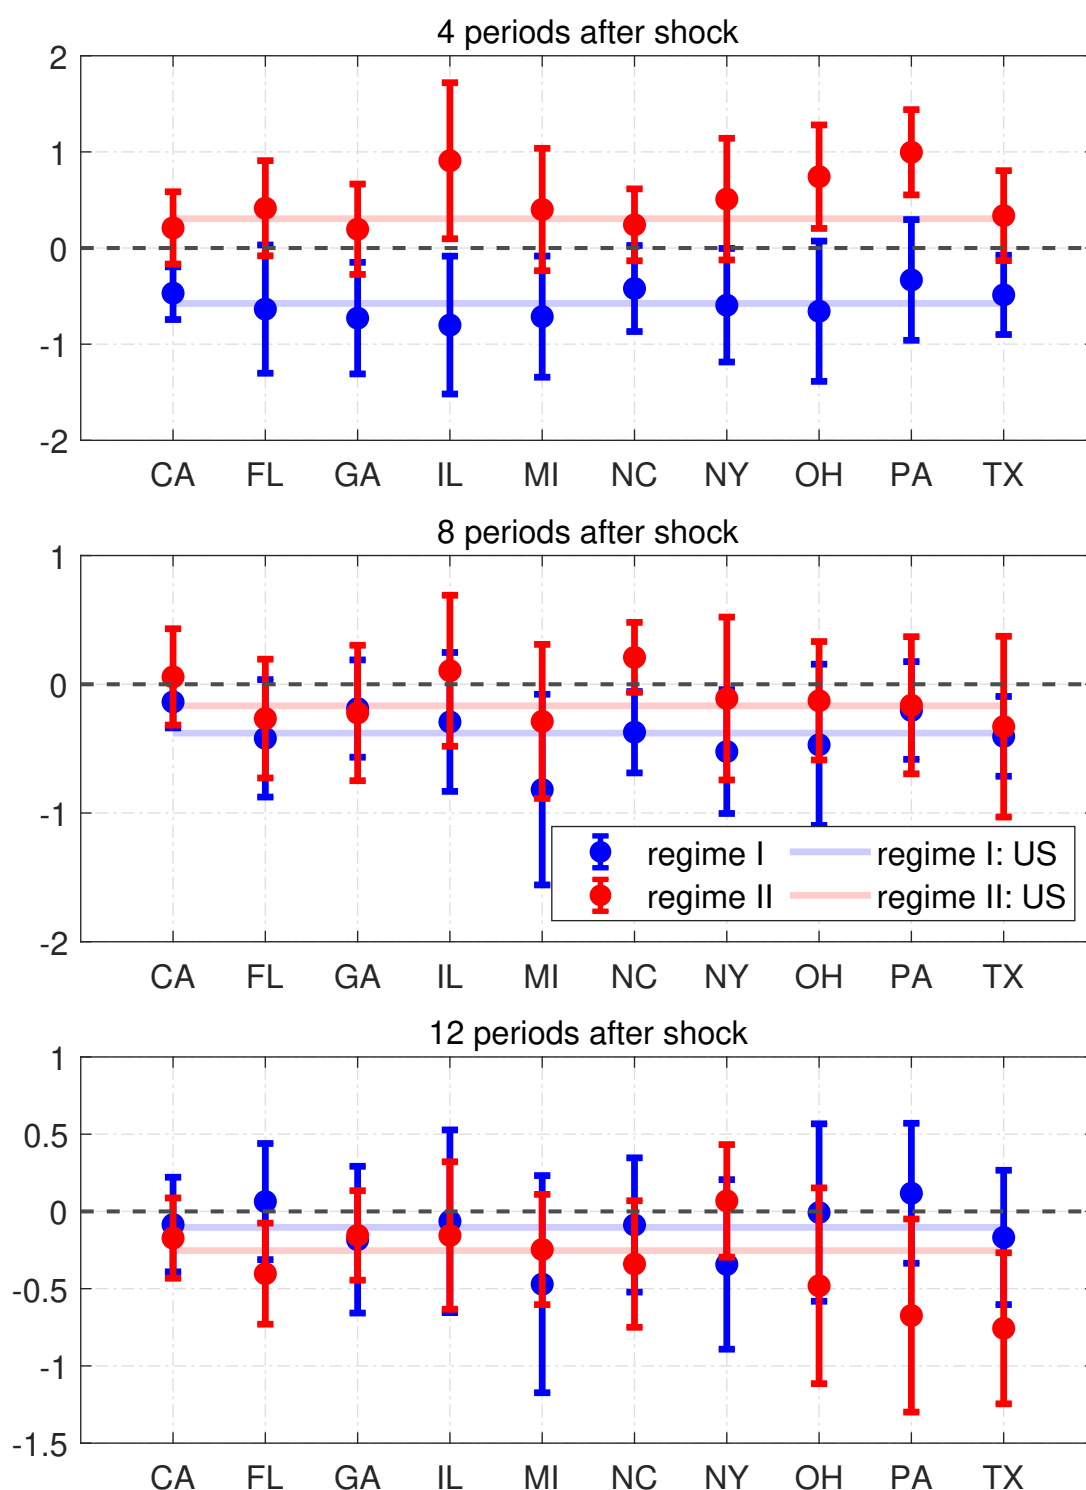 4 periods after shock
2
1
0
-1
-2
CA FL GA IL MI NC NY OH PA TX
8 periods after shock
1
0
-1
regime I regime I: US
regime II regime II: US
-2
CA FL GA IL MI NC NY OH PA TX
12 periods after shock
1
0.5
0
-0.5
-1
-1.5
CA FL GA IL MI NC NY OH PA TX